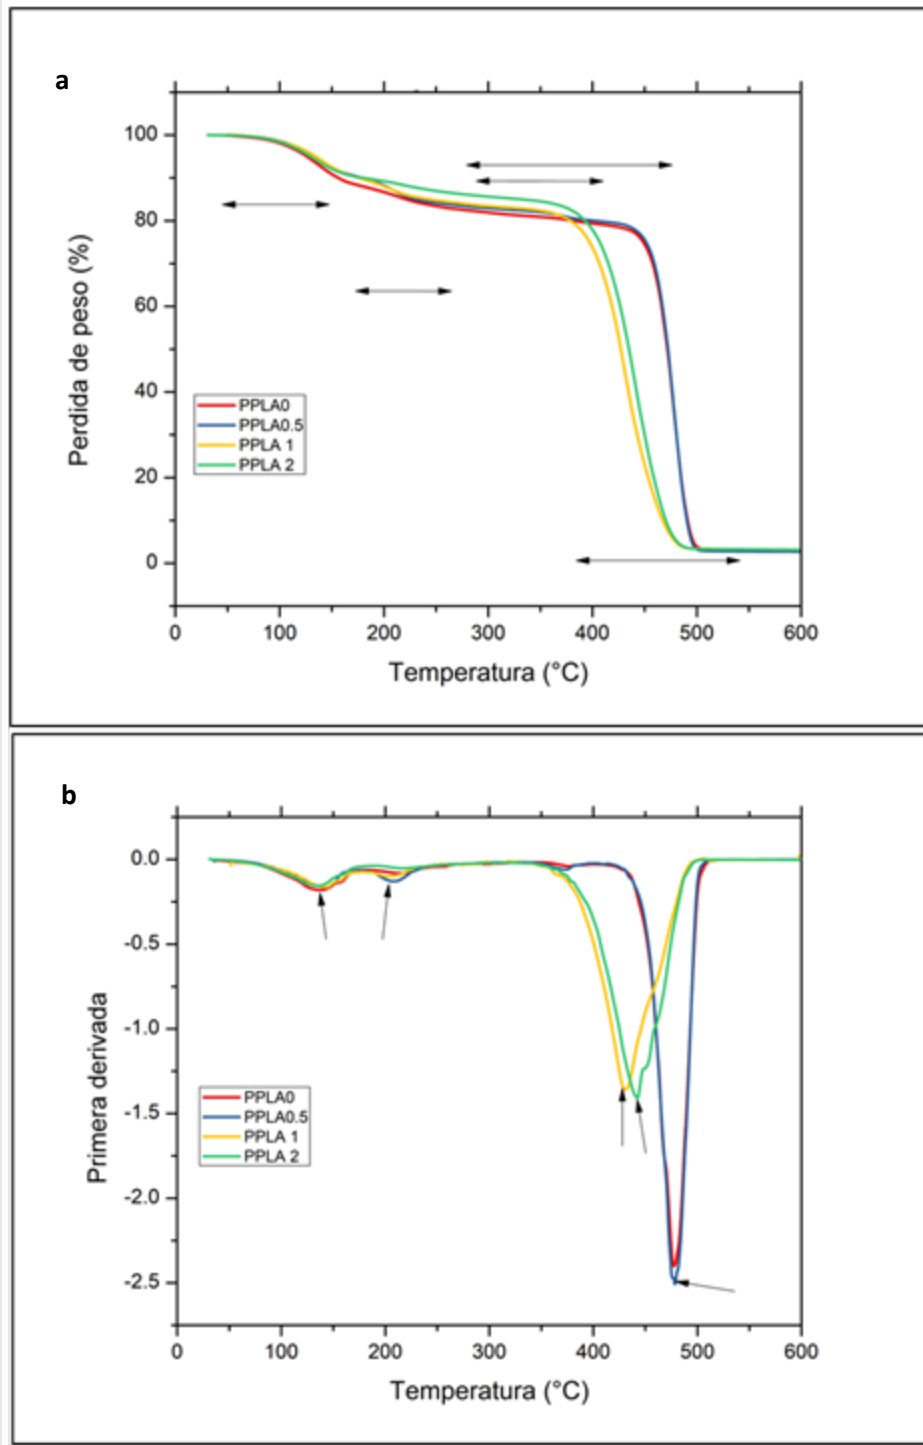 a
100
80
60
40
20
0
Perdida de peso (%)
PPLA0
PPLA0.5
PPLA 1
PPLA 2
0 100 200 300 400 500 600
Temperatura (°C)
b
0.0
-0.5
-1.0
-1.5
-2.0
-2.5
Primera derivada
PPLA0
PPLA0.5
PPLA 1
PPLA 2
0 100 200 300 400 500 600
Temperatura (°C)